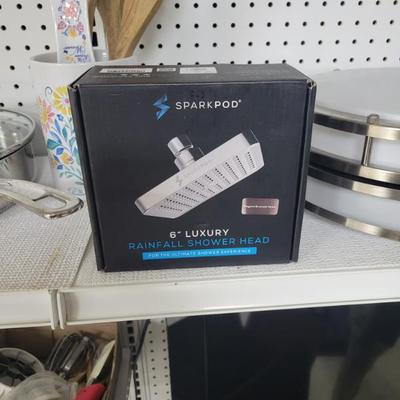 SPARKPOD®
6" LUXURY
RAINFALL SHOWER HEAD
FOR THE ULTIMATE SHOWER EXPERIENCE